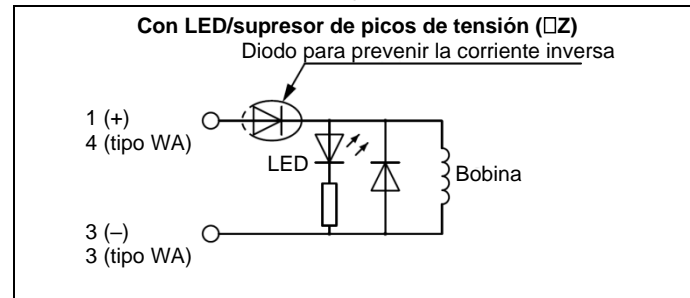 Con LED/supresor de picos de tensión (□Z)
Diodo para prevenir la corriente inversa
1 (+)
4 (tipo WA)
LED
Bobina
3 (–)
3 (tipo WA)